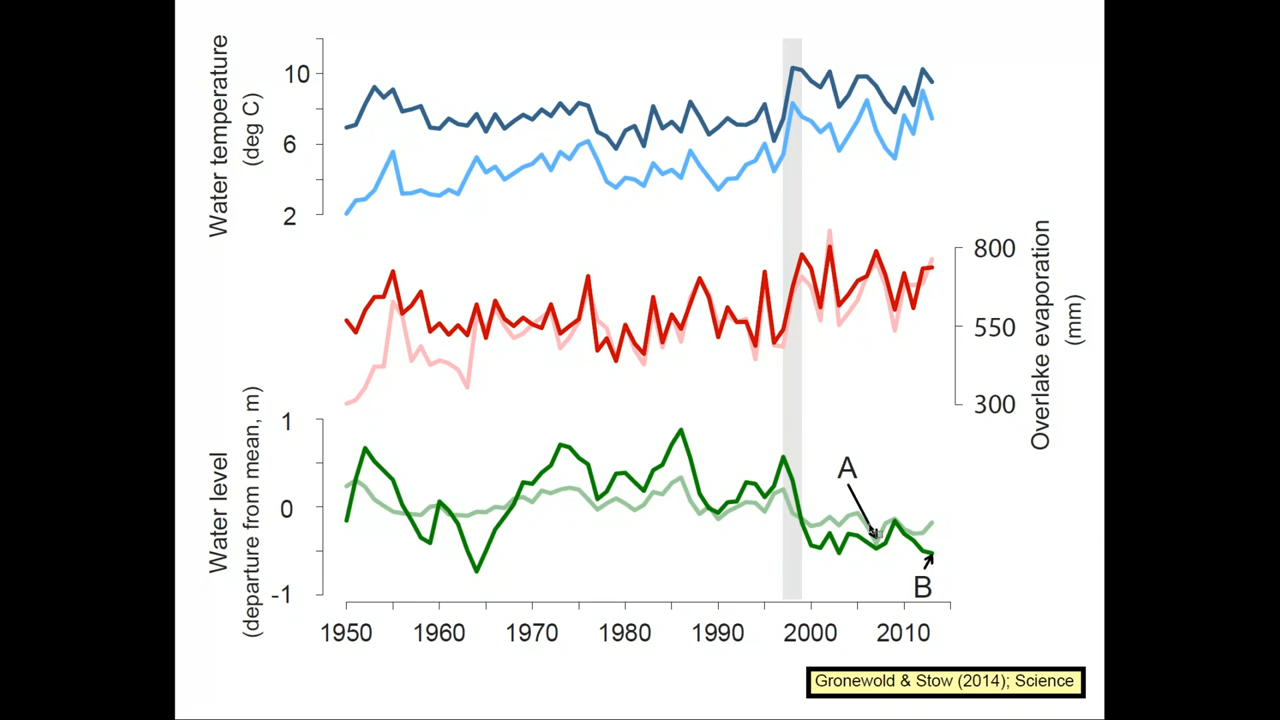 Water temperature
(deg C)
10
6
2
800
550
300
Overlake evaporation
(mm)
1
0
-1
Water level
(departure from mean, m)
A
B
1950 1960 1970 1980 1990 2000 2010
Gronewold & Stow (2014); Science